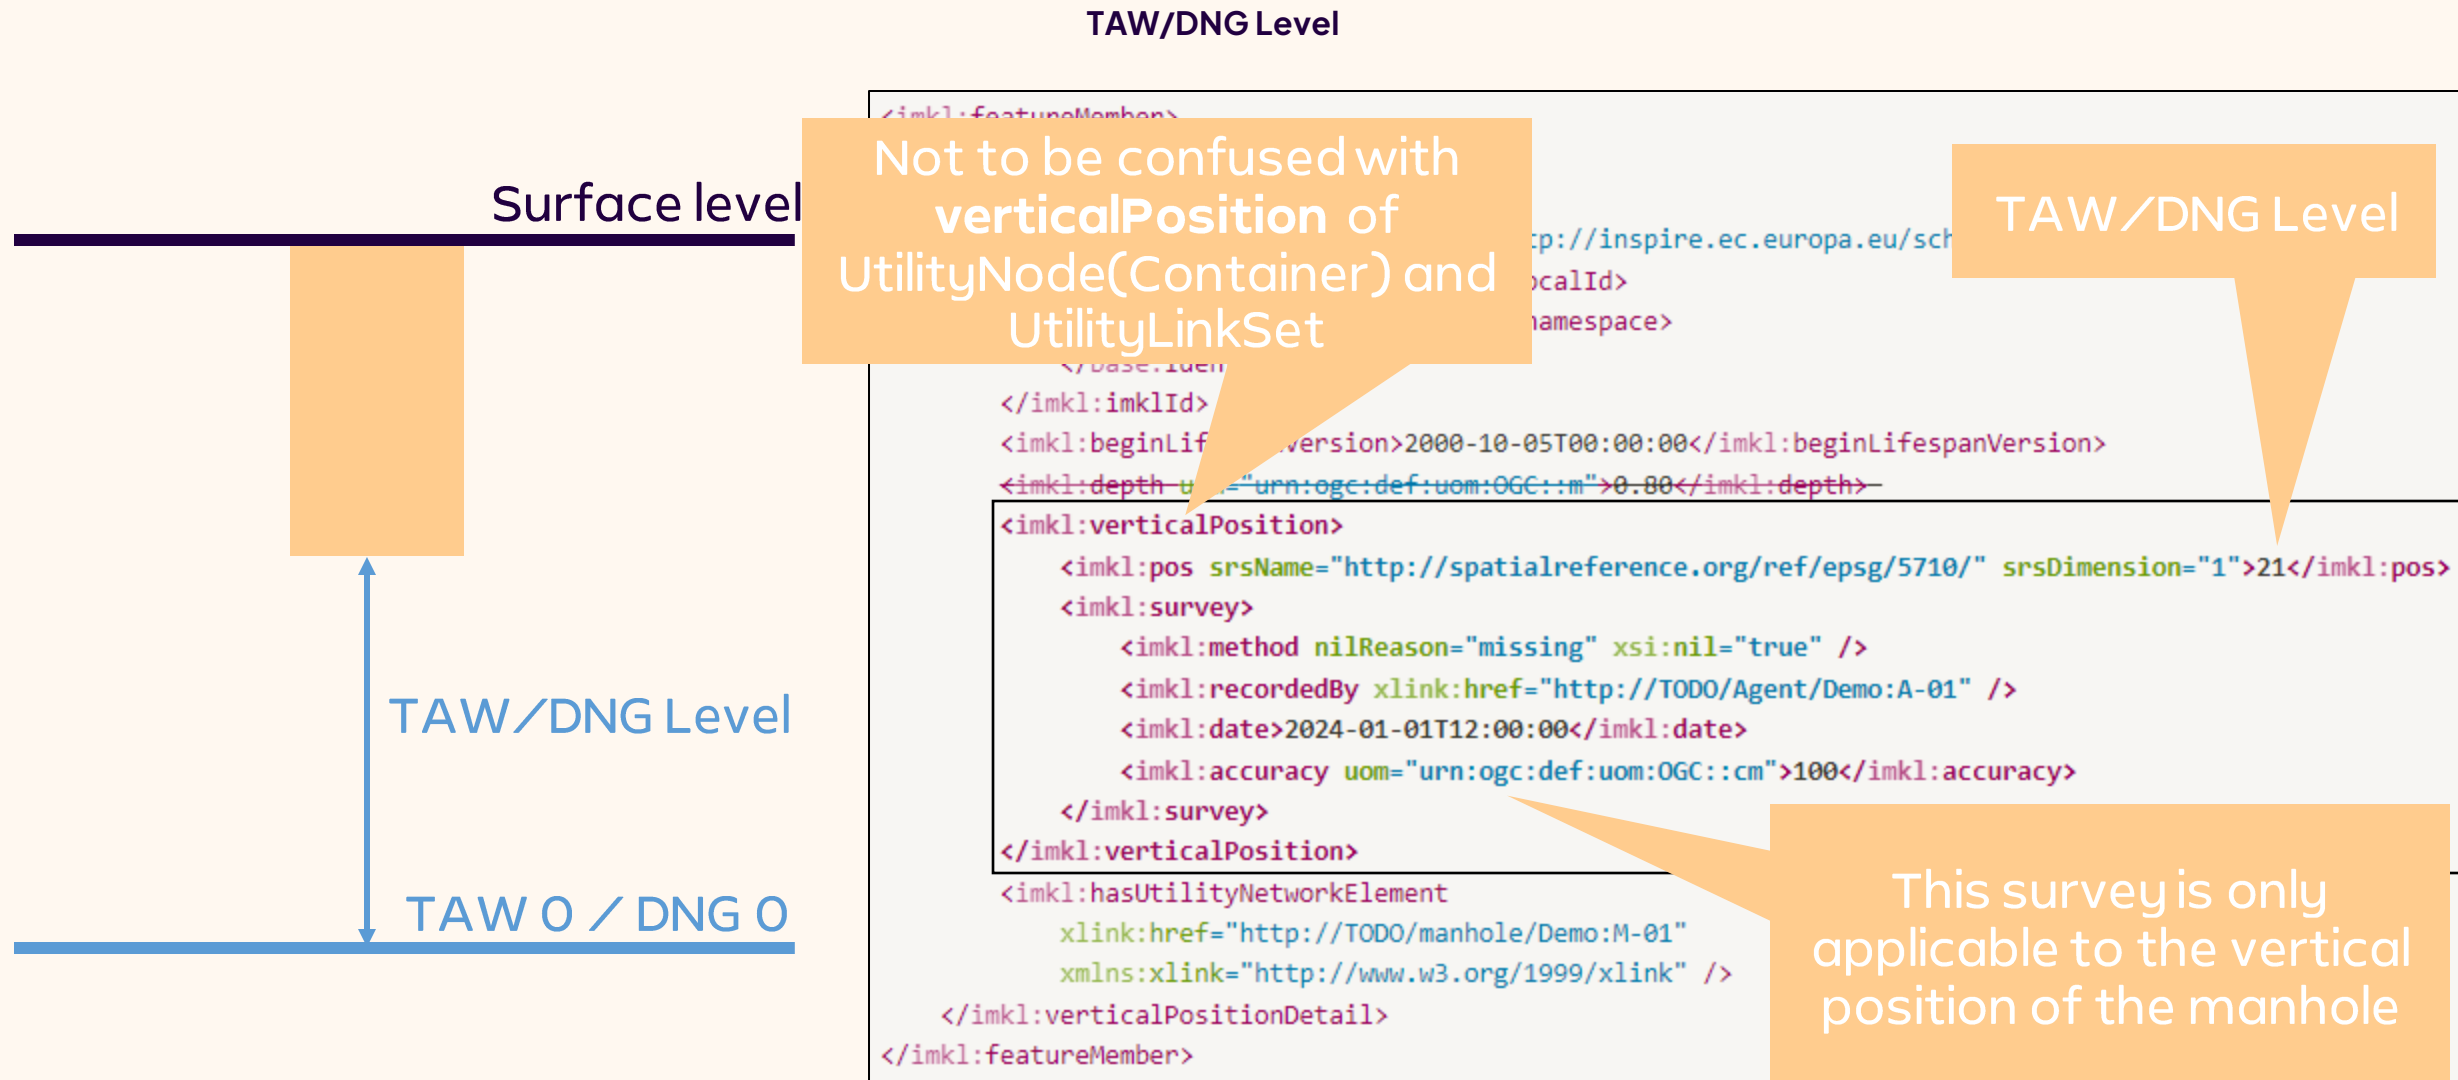 TAW/DNG Level
Surface level
TAW/DNG Level
TAW 0 / DNG 0
Not to be confused with
verticalPosition of
UtilityNode(Container) and
UtilityLinkSet
TAW/DNG Level
<imkl:featureMember>
tp://inspire.ec.europa.eu/sch
ocalId>
namespace>
</base:Iden
</imkl:imklId>
<imkl:beginLif Version>2000-10-05T00:00:00</imkl:beginLifespanVersion>
<imkl:depth u ="urn:ogc:def:uom:OGC::m">0.80</imkl:depth>
<imkl:verticalPosition>
<imkl:pos srsName="http://spatialreference.org/ref/epsg/5710/" srsDimension="1">21</imkl:pos>
<imkl:survey>
<imkl:method nilReason="missing" xsi:nil="true" />
<imkl:recordedBy xlink:href="http://TODO/Agent/Demo:A-01" />
<imkl:date>2024-01-01T12:00:00</imkl:date>
<imkl:accuracy uom="urn:ogc:def:uom:OGC::cm">100</imkl:accuracy>
</imkl:survey>
</imkl:verticalPosition>
<imkl:hasUtilityNetworkElement
xlink:href="http://TODO/manhole/Demo:M-01"
xmlns:xlink="http://www.w3.org/1999/xlink" />
</imkl:verticalPositionDetail>
</imkl:featureMember>
This survey is only
applicable to the vertical
position of the manhole